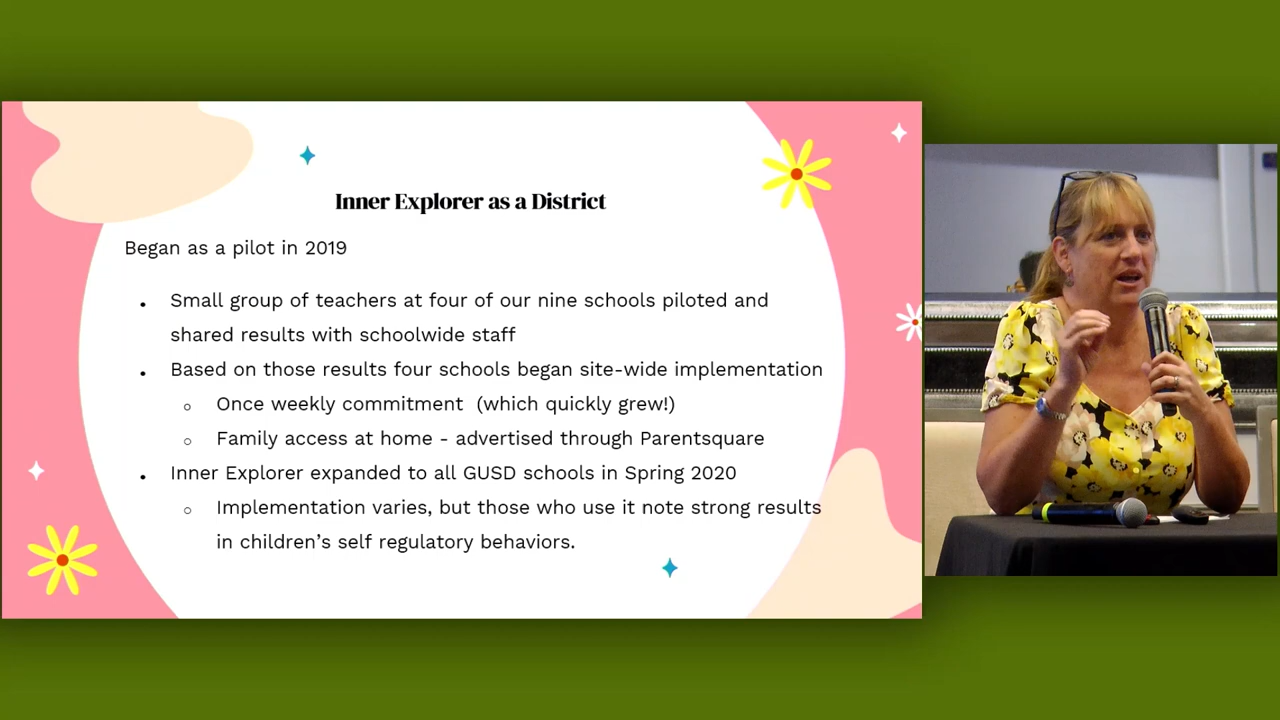 Inner Explorer as a District
Began as a pilot in 2019
• Small group of teachers at four of our nine schools piloted and
shared results with schoolwide staff
• Based on those results four schools began site-wide implementation
○ Once weekly commitment  (which quickly grew!)
○ Family access at home - advertised through Parentsquare
• Inner Explorer expanded to all GUSD schools in Spring 2020
○ Implementation varies, but those who use it note strong results
in children’s self regulatory behaviors.